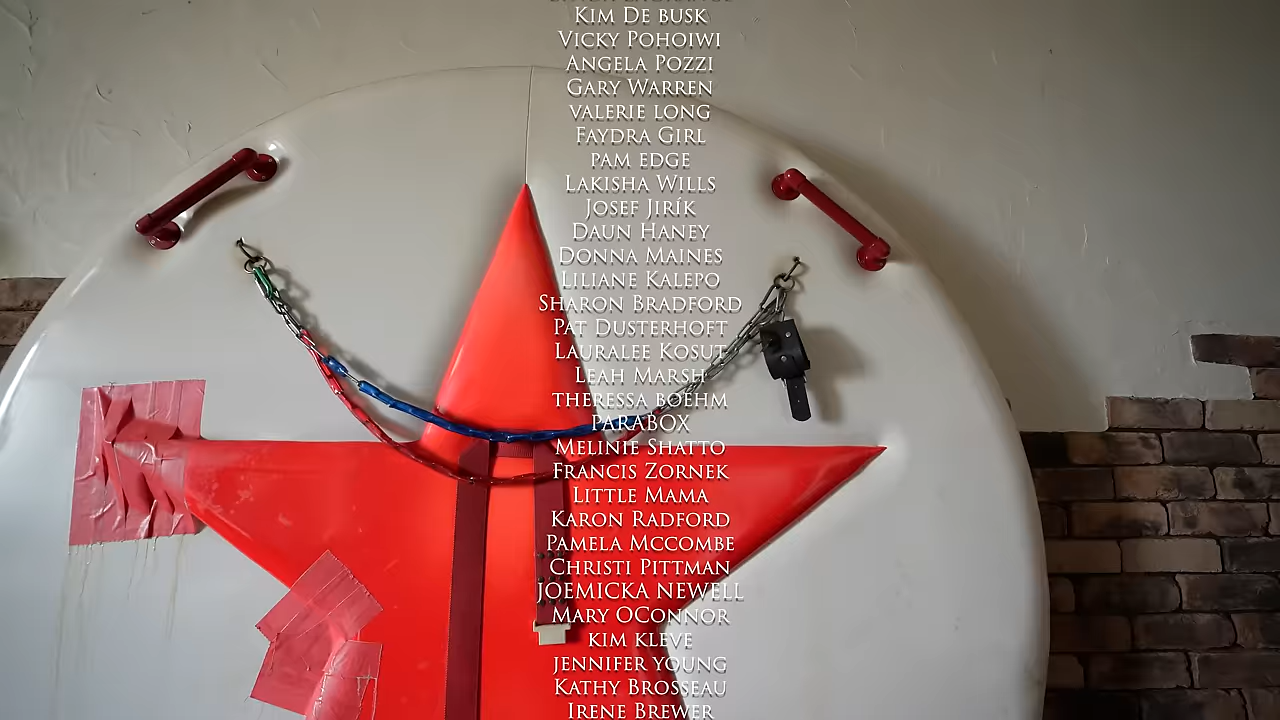 Kim De busk
Vicky Pohoiwi
Angela Pozzi
Gary Warren
valerie long
Faydra Girl
pam edge
Lakisha Wills
Josef Jirík
Daun Haney
Donna Maines
Liliane Kalepo
Sharon Bradford
Pat Dusterhoft
Lauralee Kosut
Leah Marsh
theressa boehm
parabox
Melinie Shatto
Francis Zornek
Little Mama
Karon Radford
Pamela Mccombe
Christi Pittman
JOEMICKA NEWELL
Mary OConnor
kim kleve
jennifer young
Kathy Brosseau
Irene Brewer